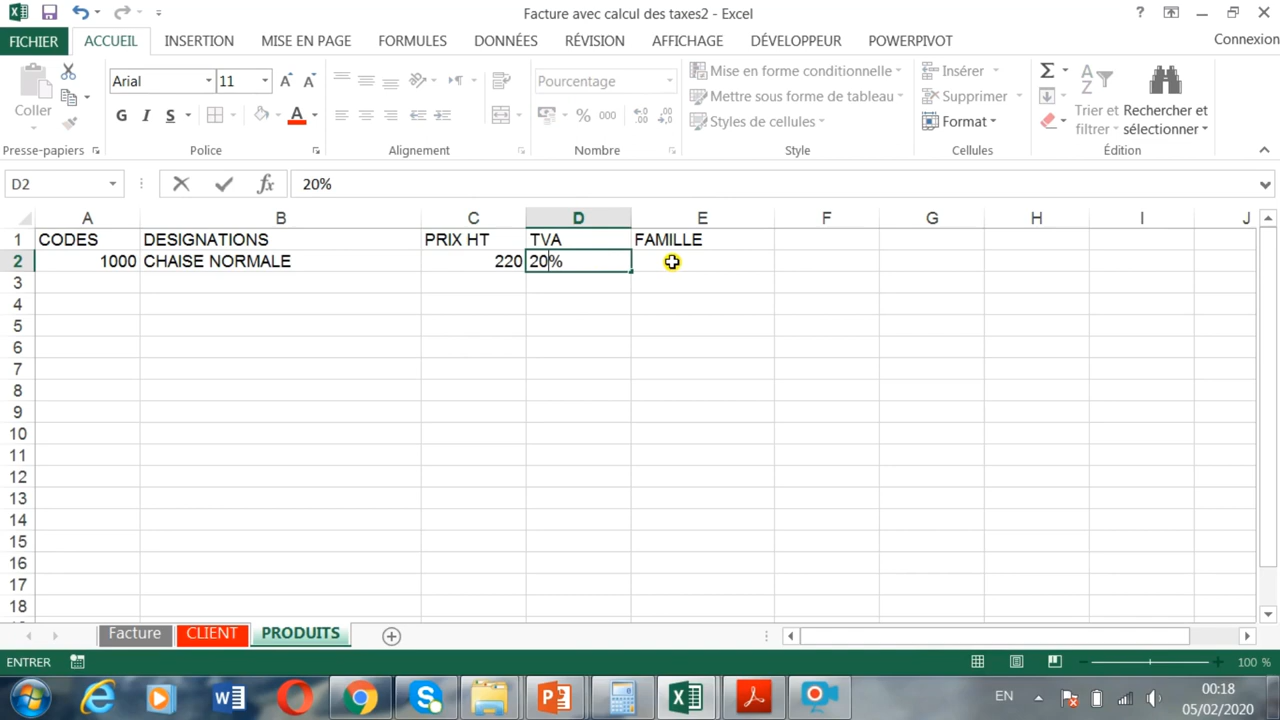 Facture avec calcul des taxes2 - Excel
?
FICHIER ACCUEIL INSERTION MISE EN PAGE FORMULES DONNÉES RÉVISION AFFICHAGE DÉVELOPPEUR POWERPIVOT Connexion
Coller
Presse-papiers
Arial 11
G I S
Police
Alignement
Pourcentage
% 000
Nombre
Mise en forme conditionnelle
Mettre sous forme de tableau
Styles de cellules
Style
Insérer
Supprimer
Format
Cellules
Trier et filtrer
Rechercher et sélectionner
Édition
D2 fx 20%
A B C D E F G H I J
1 CODES DESIGNATIONS PRIX HT TVA FAMILLE
2 1000 CHAISE NORMALE 220 20%
3
4
5
6
7
8
9
10
11
12
13
14
15
16
17
18
Facture CLIENT PRODUITS
ENTRER 100 %
EN 00:18
05/02/2020